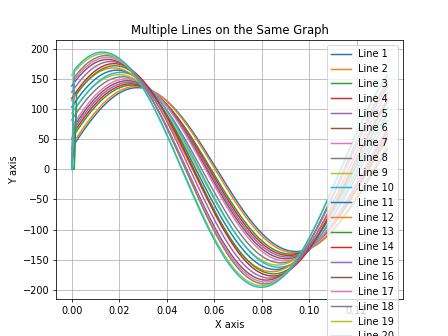 Multiple Lines on the Same Graph
Y axis
200
150
100
50
0
−50
−100
−150
−200
0.00
0.02
0.04
0.06
0.08
0.10
X axis
Line 1
Line 2
Line 3
Line 4
Line 5
Line 6
Line 7
Line 8
Line 9
Line 10
Line 11
Line 12
Line 13
Line 14
Line 15
Line 16
Line 17
Line 18
Line 19
Line 20